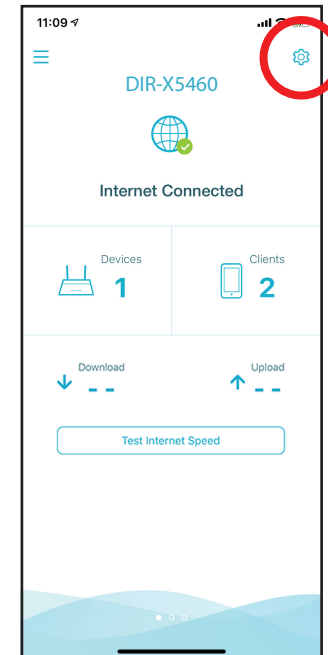 11:09
DIR-X5460
Internet Connected
Devices
1
Clients
2
Download
- -
Upload
- -
Test Internet Speed